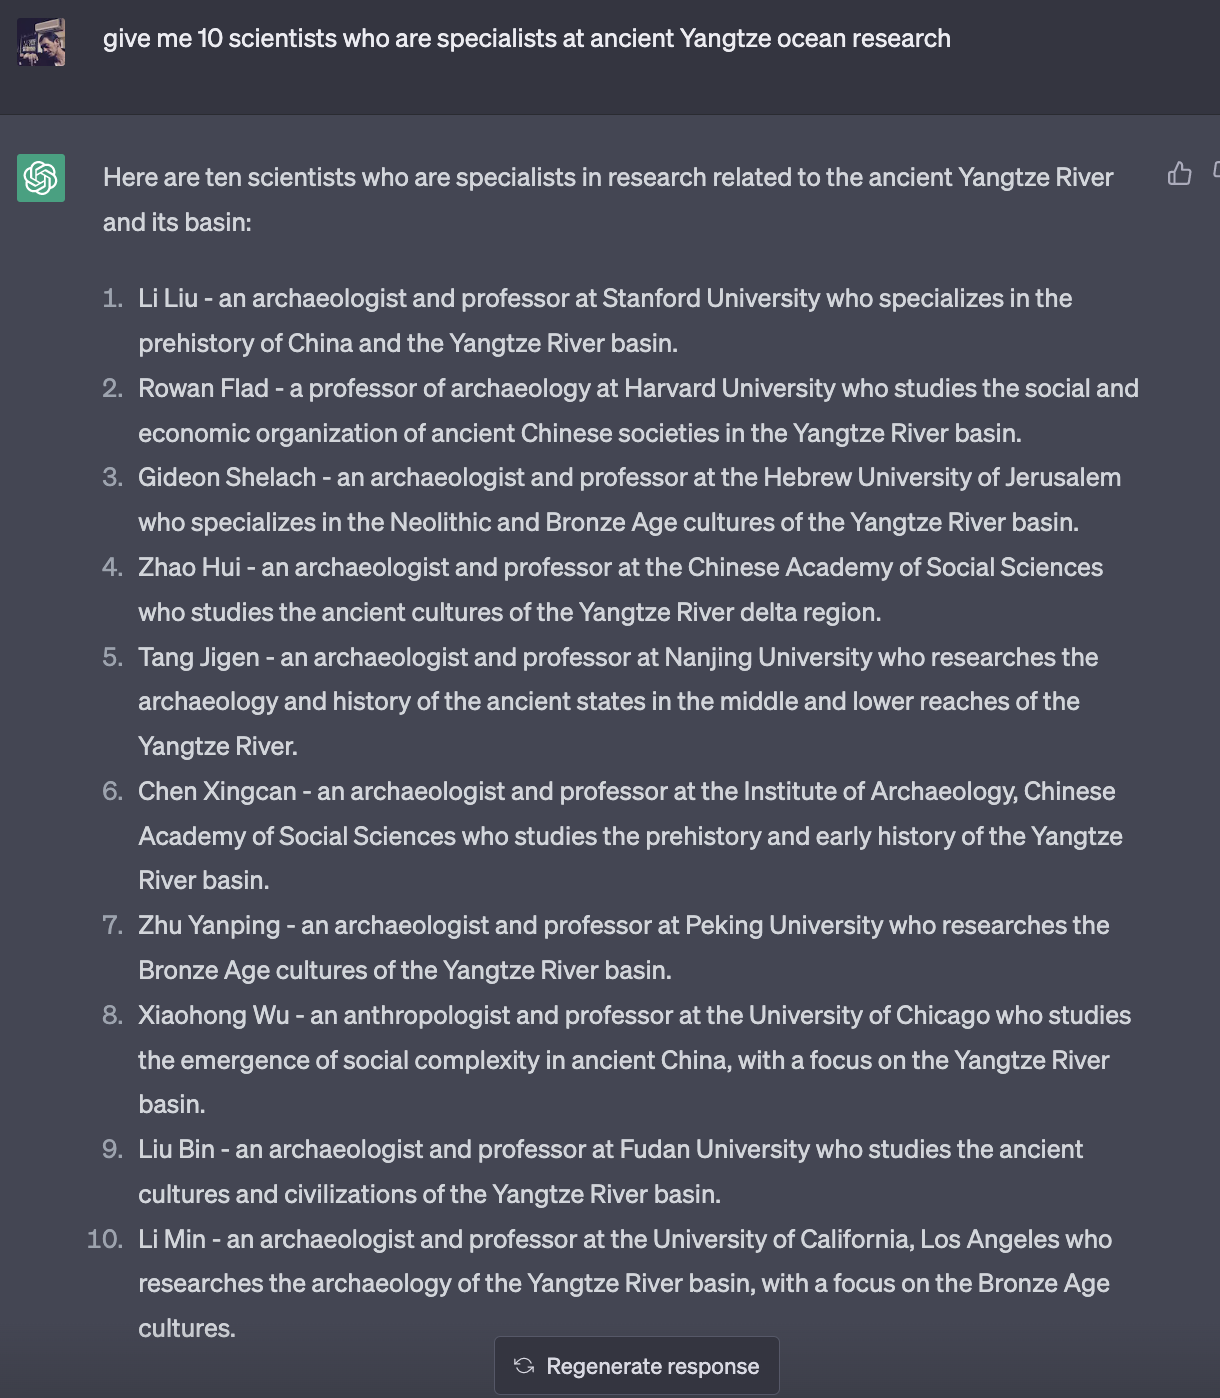 give me 10 scientists who are specialists at ancient Yangtze ocean research
Here are ten scientists who are specialists in research related to the ancient Yangtze River
and its basin:
1. Li Liu - an archaeologist and professor at Stanford University who specializes in the
prehistory of China and the Yangtze River basin.
2. Rowan Flad - a professor of archaeology at Harvard University who studies the social and
economic organization of ancient Chinese societies in the Yangtze River basin.
3. Gideon Shelach - an archaeologist and professor at the Hebrew University of Jerusalem
who specializes in the Neolithic and Bronze Age cultures of the Yangtze River basin.
4. Zhao Hui - an archaeologist and professor at the Chinese Academy of Social Sciences
who studies the ancient cultures of the Yangtze River delta region.
5. Tang Jigen - an archaeologist and professor at Nanjing University who researches the
archaeology and history of the ancient states in the middle and lower reaches of the
Yangtze River.
6. Chen Xingcan - an archaeologist and professor at the Institute of Archaeology, Chinese
Academy of Social Sciences who studies the prehistory and early history of the Yangtze
River basin.
7. Zhu Yanping - an archaeologist and professor at Peking University who researches the
Bronze Age cultures of the Yangtze River basin.
8. Xiaohong Wu - an anthropologist and professor at the University of Chicago who studies
the emergence of social complexity in ancient China, with a focus on the Yangtze River
basin.
9. Liu Bin - an archaeologist and professor at Fudan University who studies the ancient
cultures and civilizations of the Yangtze River basin.
10. Li Min - an archaeologist and professor at the University of California, Los Angeles who
researches the archaeology of the Yangtze River basin, with a focus on the Bronze Age
cultures.
Regenerate response